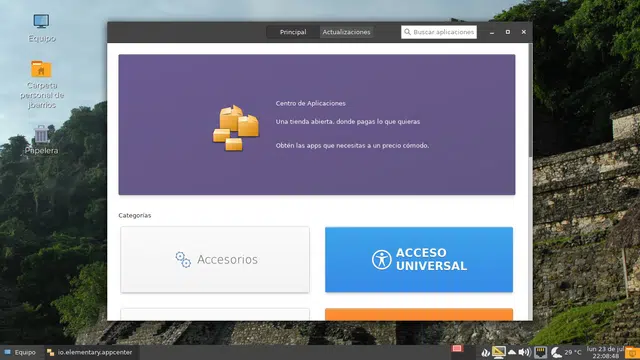 Equipo
Carpeta
personal de
jbarrios
Papelera
Principal
Actualizaciones
Buscar aplicaciones
Centro de Aplicaciones
Una tienda abierta, donde pagas lo que quieras
Obtén las apps que necesitas a un precio cómodo.
Categorías
Accesorios
ACCESO
UNIVERSAL
Equipo
io.elementary.appcenter
29 °C
lun 23 de jul
22:08:48